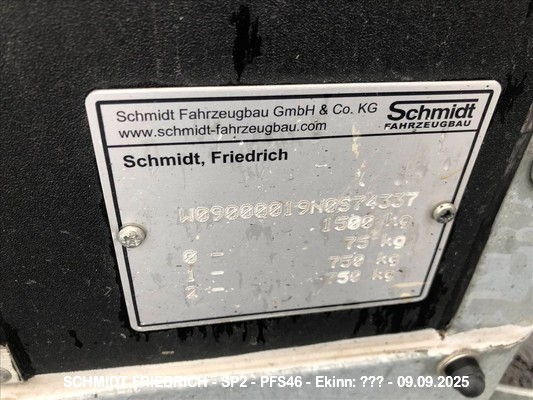 Schmidt Fahrzeugbau GmbH & Co. KG
www.schmidt-fahrzeugbau.com
Schmidt
FAHRZEUGBAU
Schmidt, Friedrich
W09000019N0S74337
1500 kg
75 kg
0 - 750 kg
1 - 750 kg
2 -
SCHMIDT FRIEDRICH - SP2 - PFS46 - Ekinn: ??? - 09.09.2025